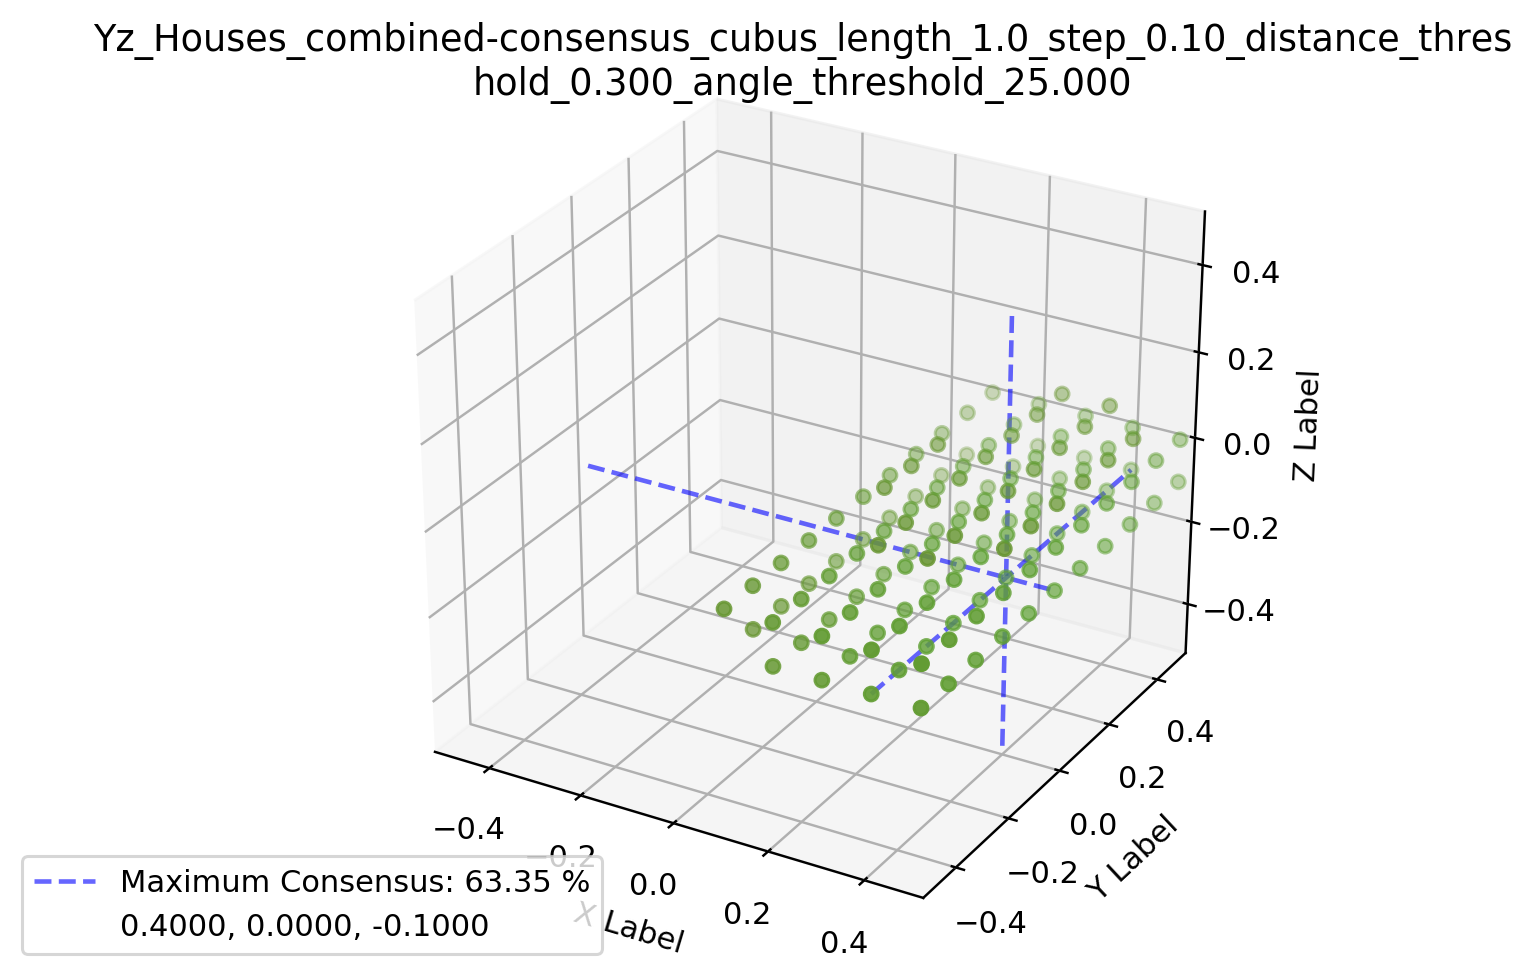 Yz_Houses_combined-consensus_cubus_length_1.0_step_0.10_distance_thres
hold_0.300_angle_threshold_25.000
0.4
0.2
0.0
−0.2
−0.4
Z Label
0.4
0.2
0.0
−0.2
−0.4
Y Label
−0.4
−0.2
0.0
0.2
0.4
X Label
Maximum Consensus: 63.35 %
0.4000, 0.0000, -0.1000